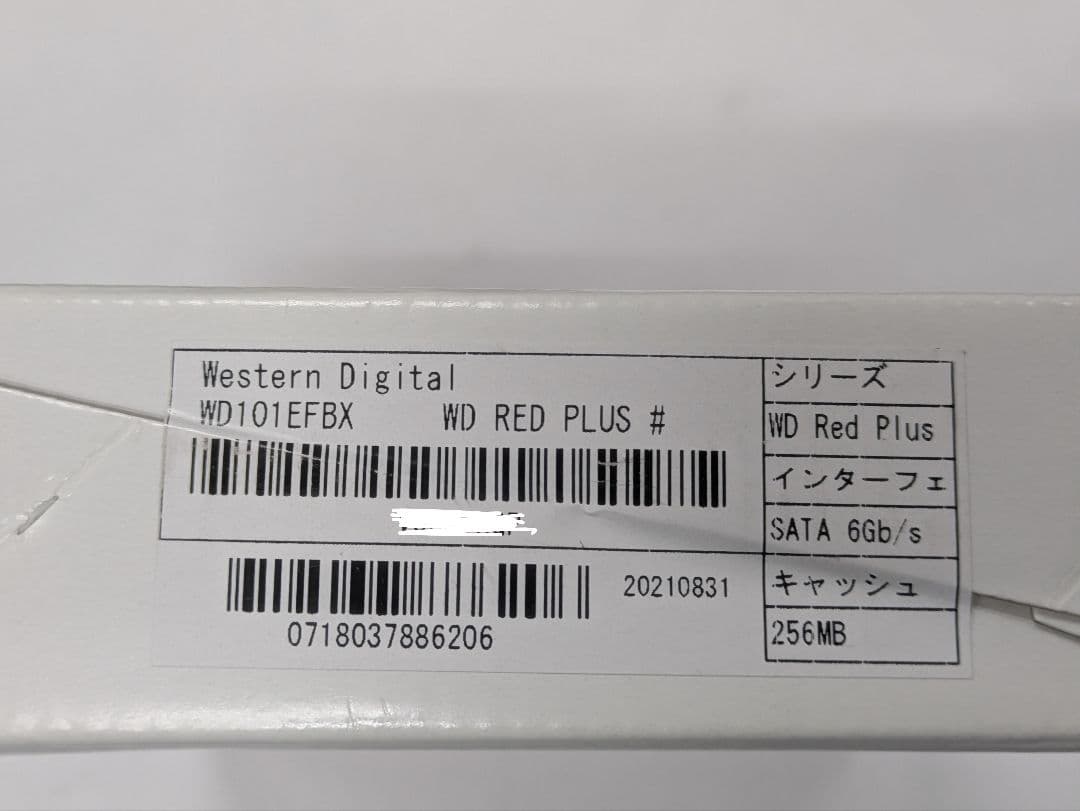 Western Digital
WD101EFBX WD RED PLUS #
20210831
0718037886206
シリーズ
WD Red Plus
インターフェ
SATA 6Gb/s
キャッシュ
256MB